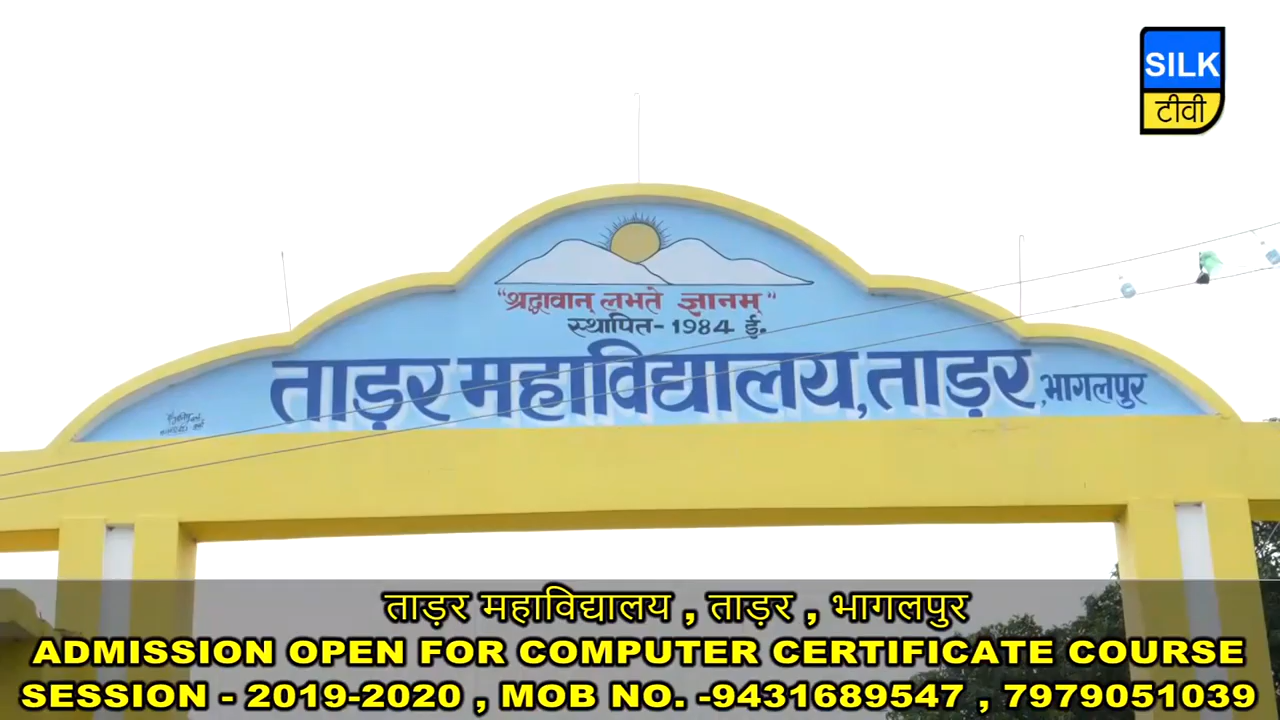 SILK
टीवी
"श्रद्धावान् लभते ज्ञानम्"
स्थापित- 1984 ई.
ताड़र महाविद्यालय, ताड़र, भागलपुर
ताड़र महाविद्यालय , ताड़र , भागलपुर
ADMISSION OPEN FOR COMPUTER CERTIFICATE COURSE
SESSION - 2019-2020 , MOB NO. -9431689547 , 7979051039